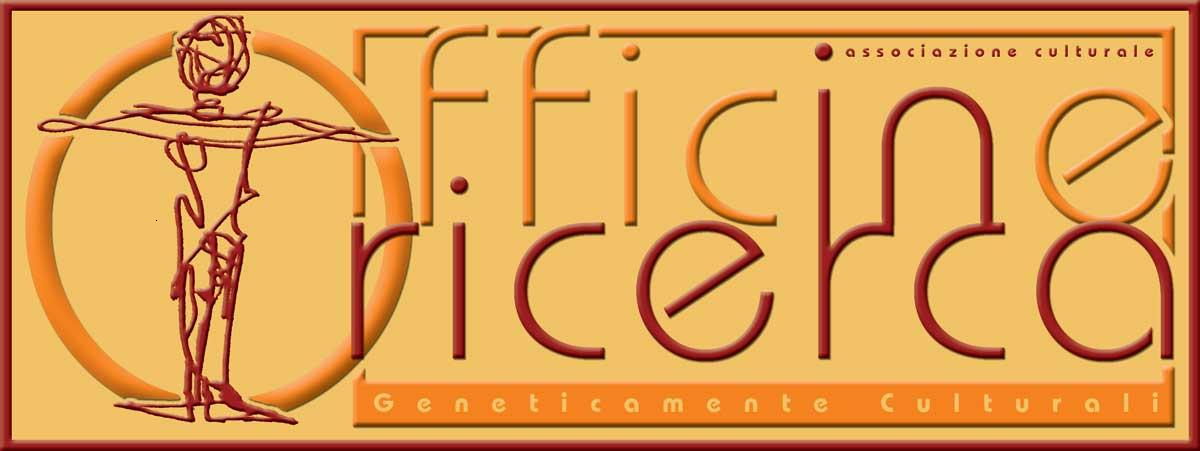 associazione culturale
Officine
ricerca
Geneticamente Culturali